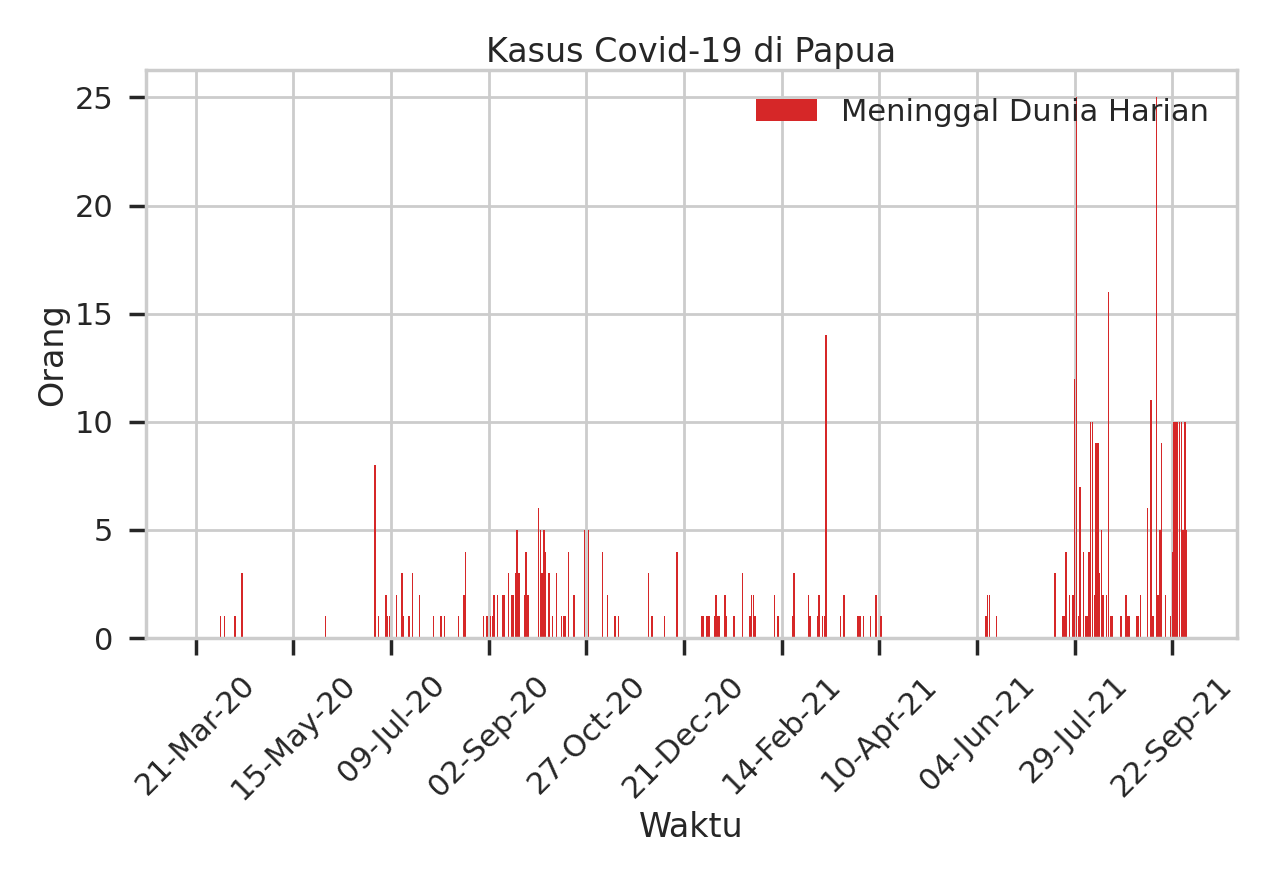 Kasus Covid-19 di Papua
Meninggal Dunia Harian
25
20
15
10
5
0
Orang
21-Mar-20
15-May-20
09-Jul-20
02-Sep-20
27-Oct-20
21-Dec-20
14-Feb-21
10-Apr-21
04-Jun-21
29-Jul-21
22-Sep-21
Waktu